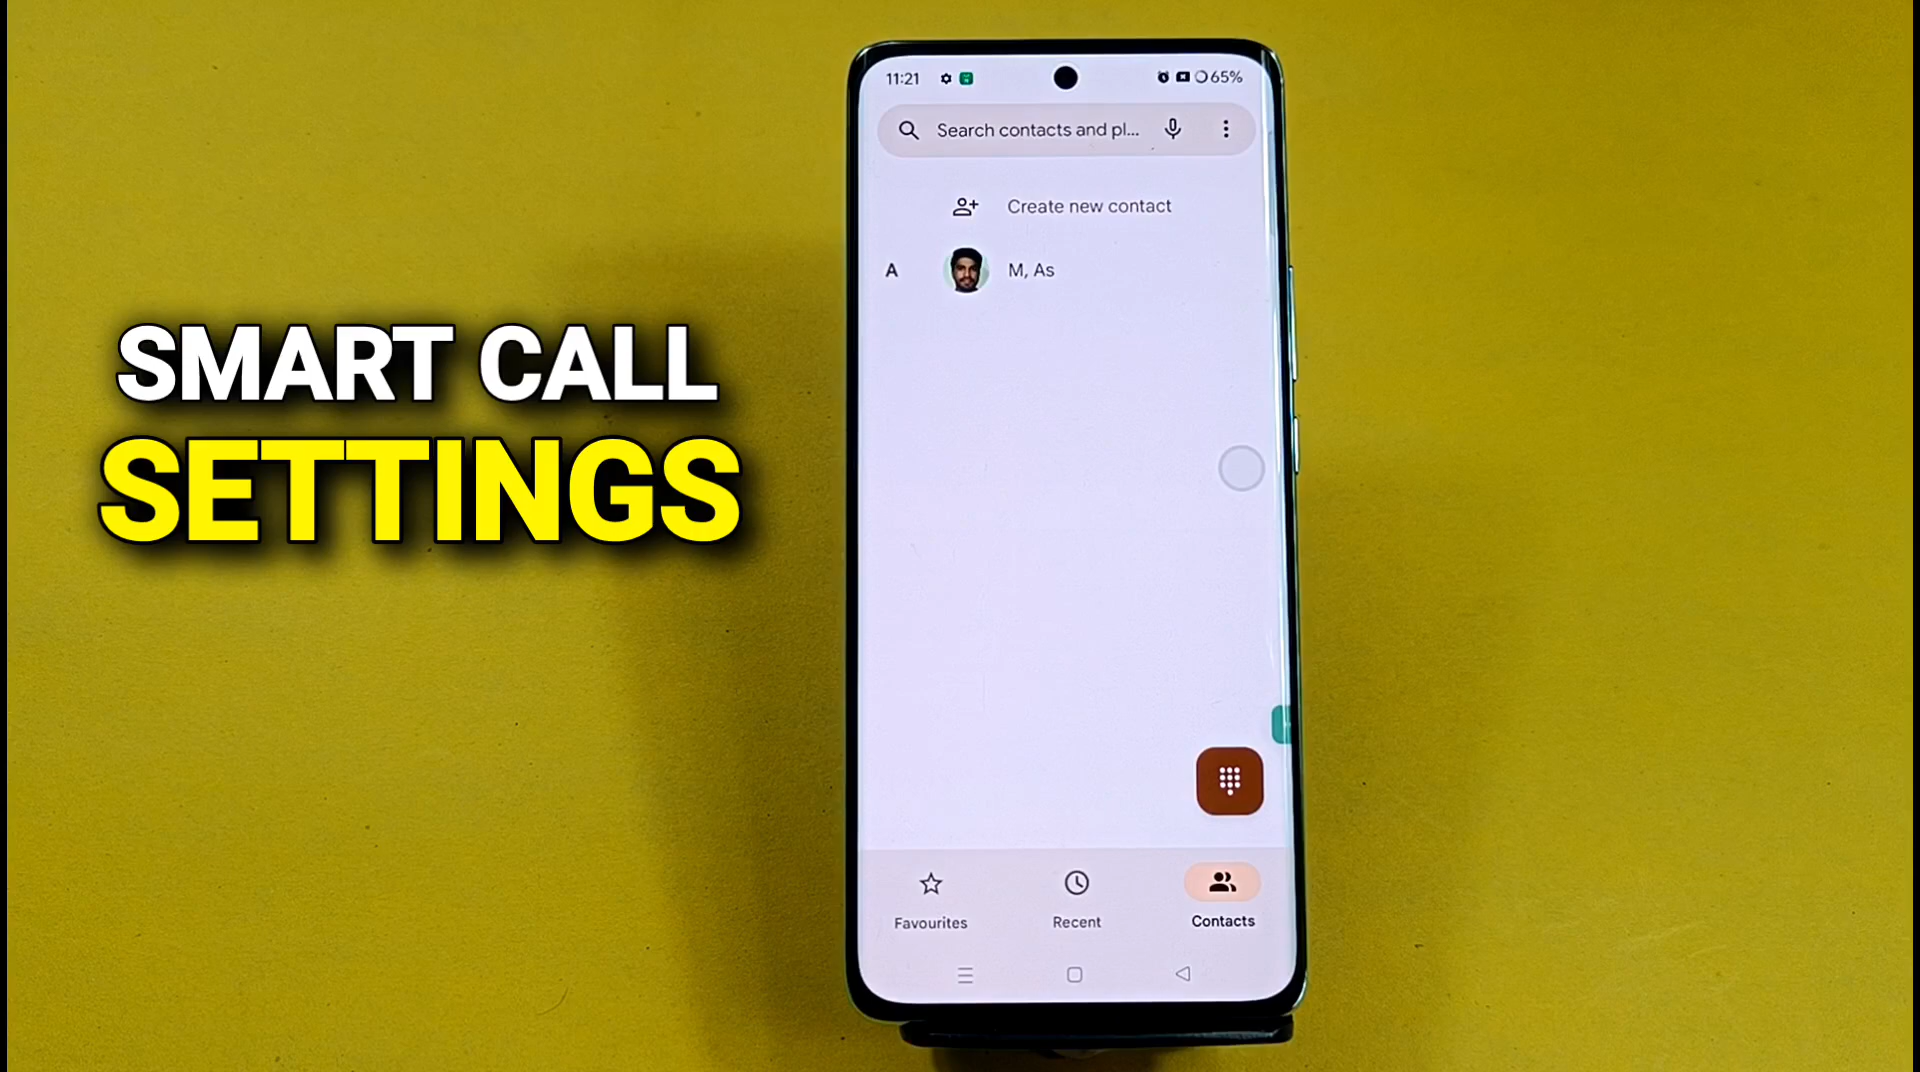 SMART CALL
SETTINGS
11:21
65%
Search contacts and pl...
Create new contact
A
M, As
Favourites
Recent
Contacts